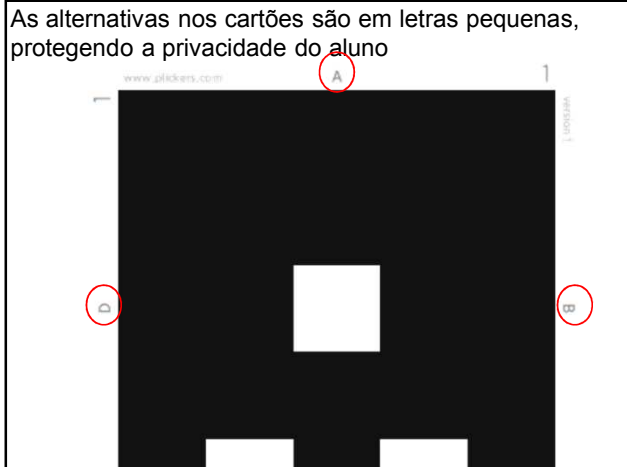 As alternativas nos cartões são em letras pequenas,
protegendo a privacidade do aluno
www.plickers.com
A
1
1
version 1
D
B